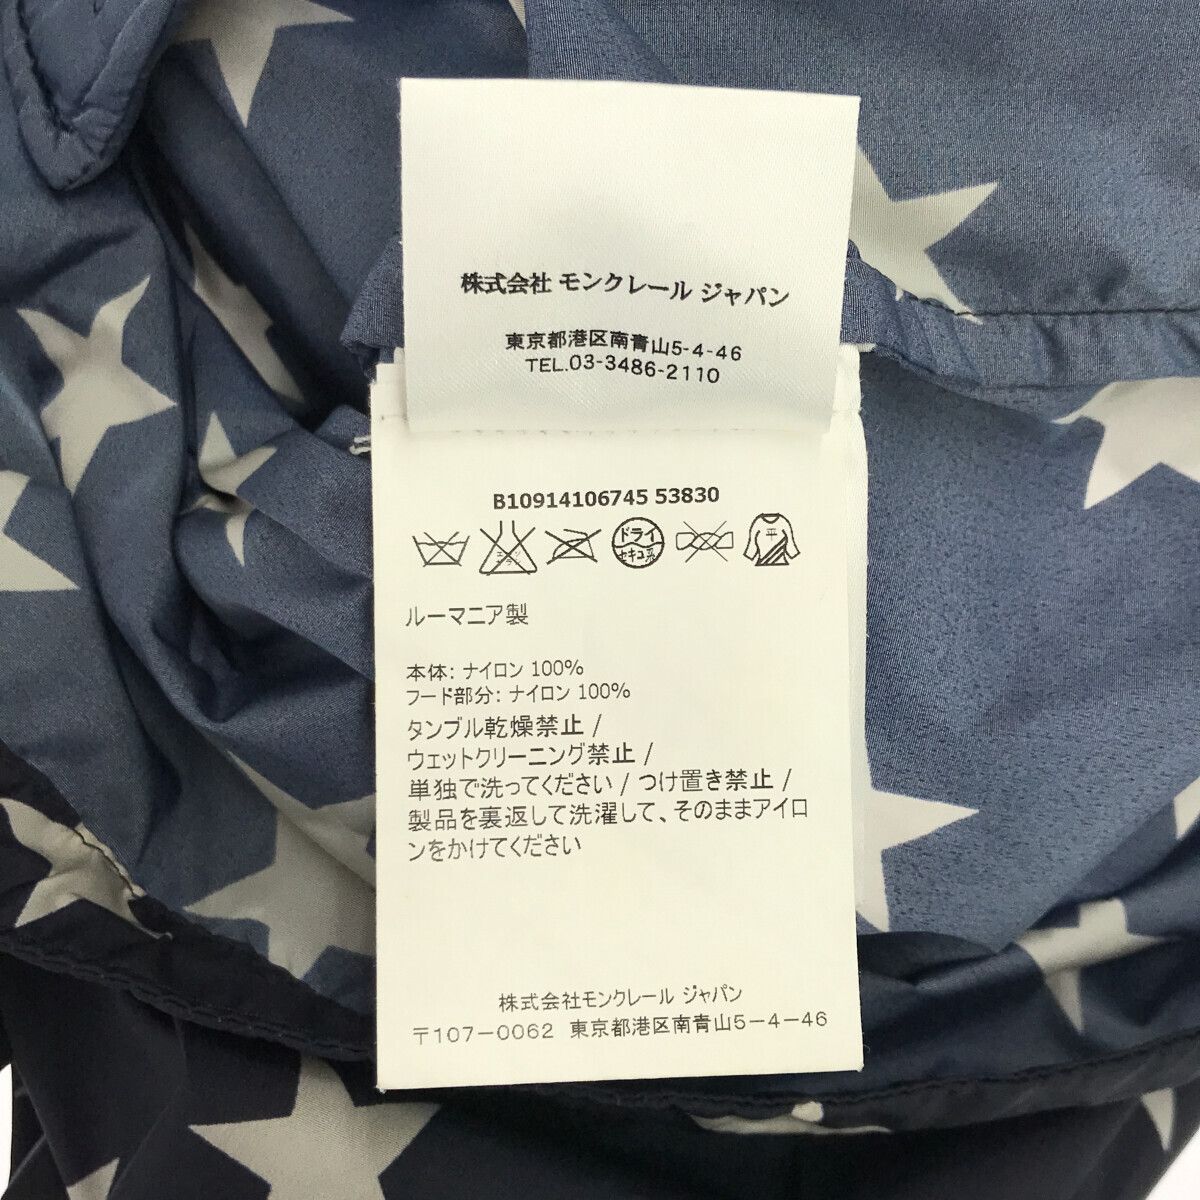 株式会社 モンクレール ジャパン
東京都港区南青山5-4-46
TEL.03-3486-2110
B10914106745 53830
ドライ
セキユ系
平
ルーマニア製
本体: ナイロン 100%
フード部分: ナイロン 100%
タンブル乾燥禁止 /
ウェットクリーニング禁止 /
単独で洗ってください / つけ置き禁止 /
製品を裏返して洗濯して、そのままアイロ
ンをかけてください
株式会社モンクレール ジャパン
〒107-0062 東京都港区南青山5-4-46